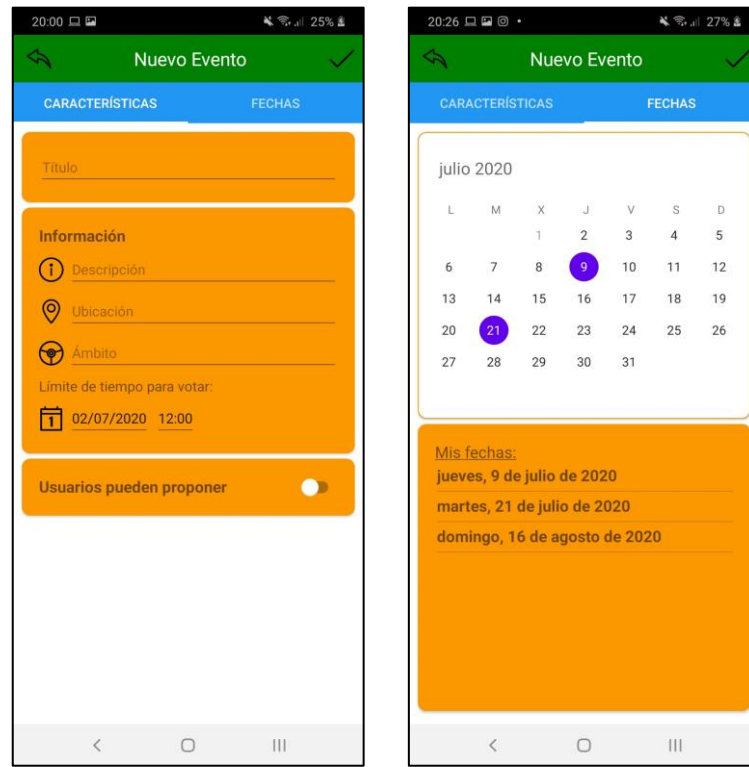 20:00 25%
Nuevo Evento
CARACTERÍSTICAS FECHAS
Título
Información
Descripción
Ubicación
Ámbito
Límite de tiempo para votar:
1 02/07/2020 12:00
Usuarios pueden proponer
20:26 27%
Nuevo Evento
CARACTERÍSTICAS FECHAS
julio 2020
L M X J V S D
1 2 3 4 5
6 7 8 9 10 11 12
13 14 15 16 17 18 19
20 21 22 23 24 25 26
27 28 29 30 31
Mis fechas:
jueves, 9 de julio de 2020
martes, 21 de julio de 2020
domingo, 16 de agosto de 2020